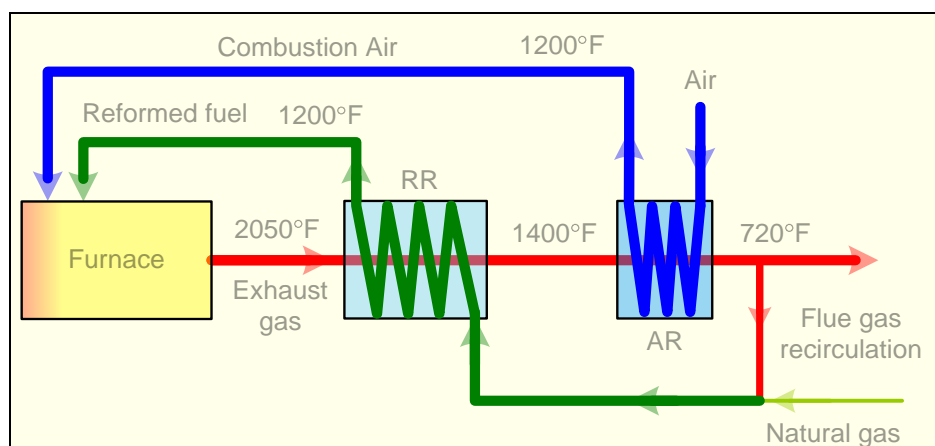 Combustion Air
1200°F
Air
Reformed fuel
1200°F
RR
2050°F
1400°F
720°F
Furnace
Exhaust
gas
AR
Flue gas
recirculation
Natural gas